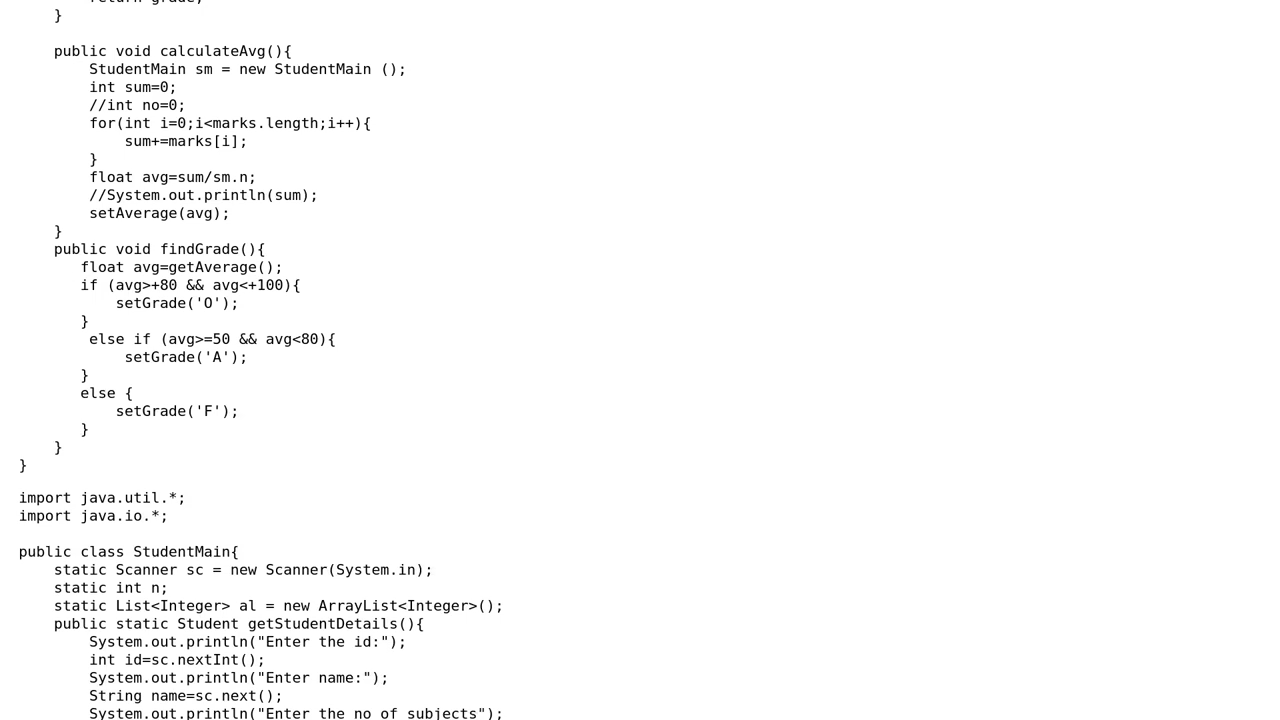 return grade;
}
public void calculateAvg(){
StudentMain sm = new StudentMain ();
int sum=0;
//int no=0;
for(int i=0;i<marks.length;i++){
sum+=marks[i];
}
float avg=sum/sm.n;
//System.out.println(sum);
setAverage(avg);
}
public void findGrade(){
float avg=getAverage();
if (avg>+80 && avg<+100){
setGrade('O');
}
else if (avg>=50 && avg<80){
setGrade('A');
}
else {
setGrade('F');
}
}
}
import java.util.*;
import java.io.*;
public class StudentMain{
static Scanner sc = new Scanner(System.in);
static int n;
static List<Integer> al = new ArrayList<Integer>();
public static Student getStudentDetails(){
System.out.println("Enter the id:");
int id=sc.nextInt();
System.out.println("Enter name:");
String name=sc.next();
System.out.println("Enter the no of subjects");